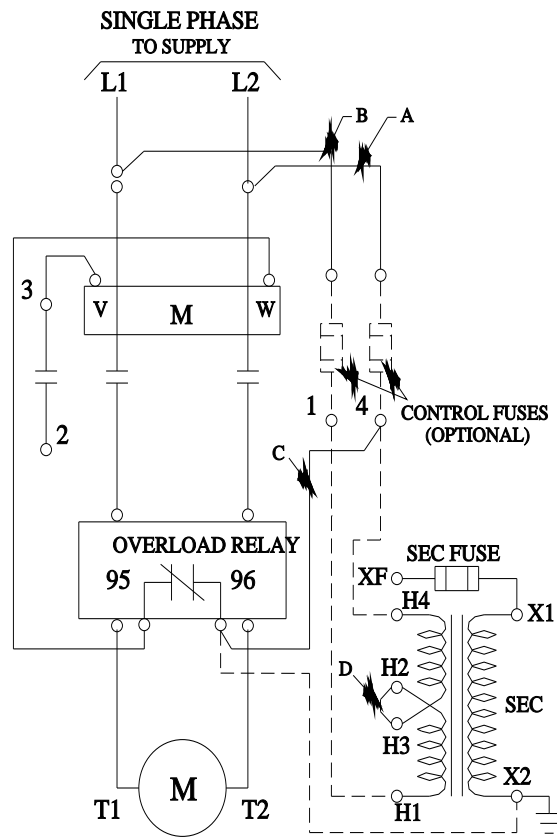 SINGLE PHASE
TO SUPPLY
L1 L2
B A
3
V M W
2
1 4
CONTROL FUSES
(OPTIONAL)
C
OVERLOAD RELAY
95 96
SEC FUSE
XF
H4 X1
D H2
SEC
H3
X2
H1
T1 M T2